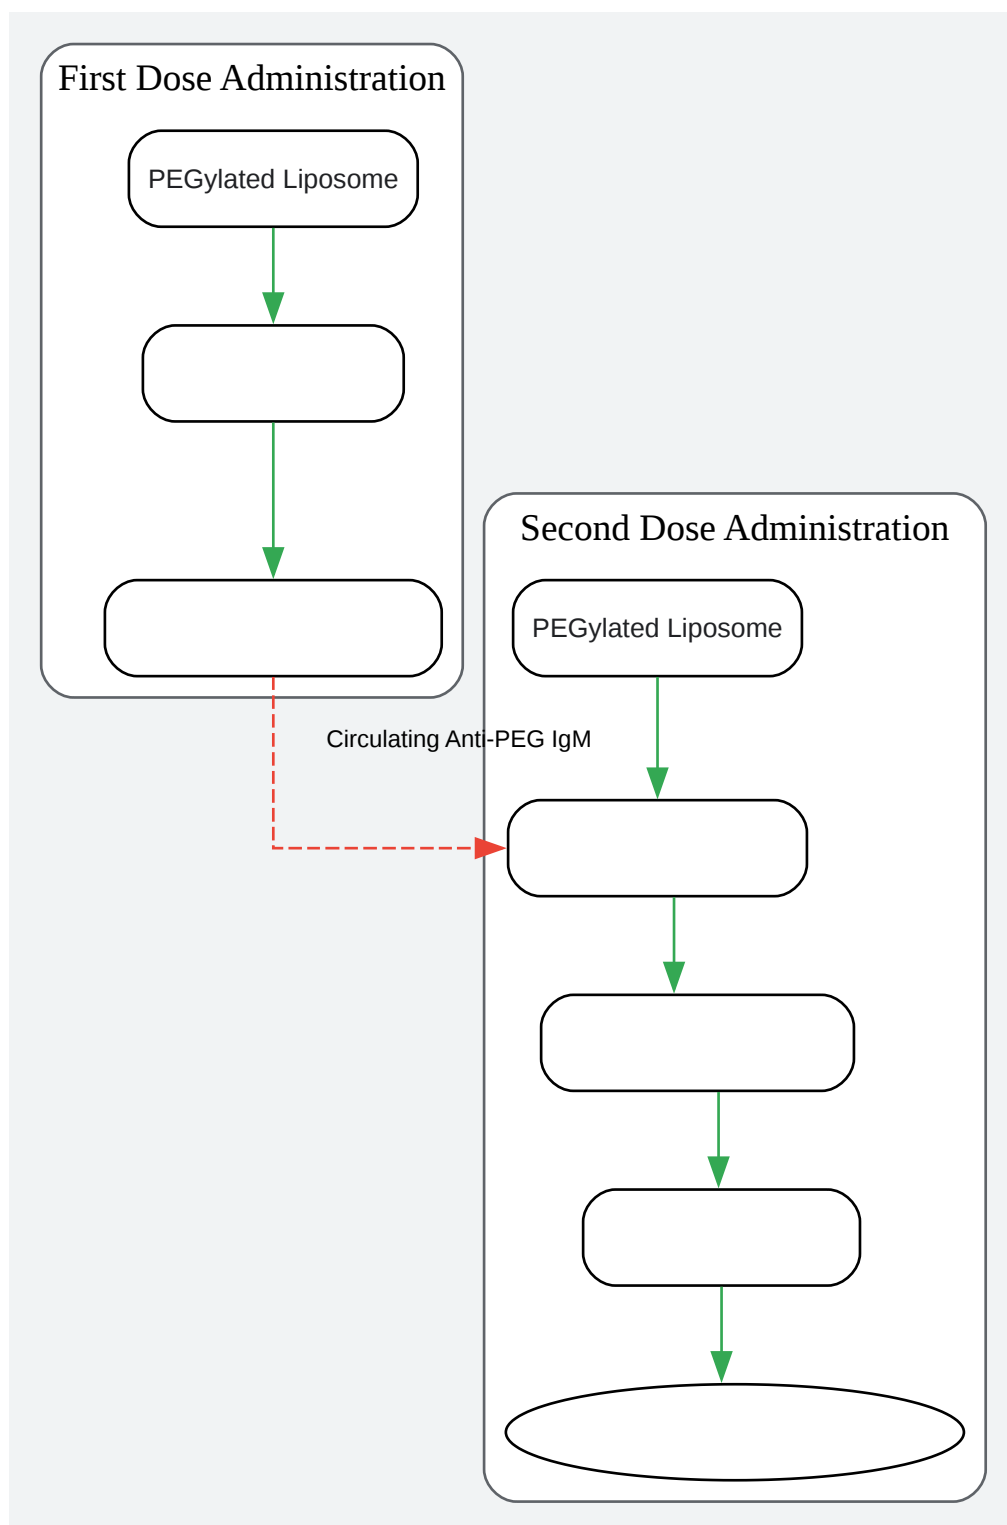 First Dose Administration
PEGylated Liposome
Second Dose Administration
PEGylated Liposome
Circulating Anti-PEG IgM